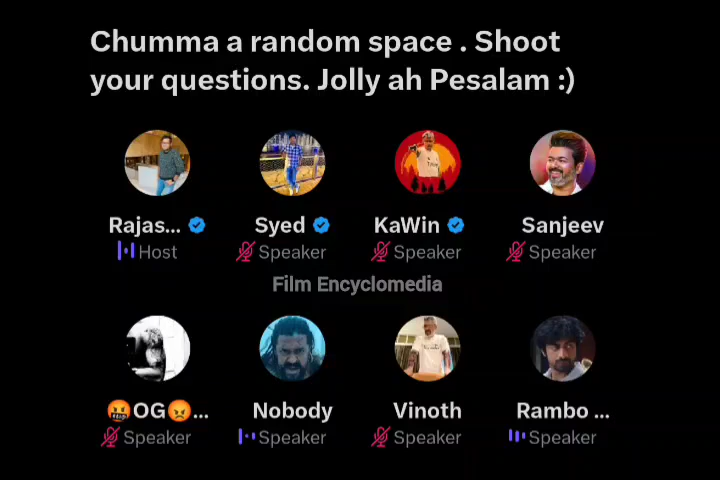 Chumma a random space . Shoot
your questions. Jolly ah Pesalam :)
Rajas... Syed KaWin Sanjeev
Host Speaker Speaker Speaker
Film Encyclomedia
🤬OG😡... Nobody Vinoth Rambo ...
Speaker Speaker Speaker Speaker